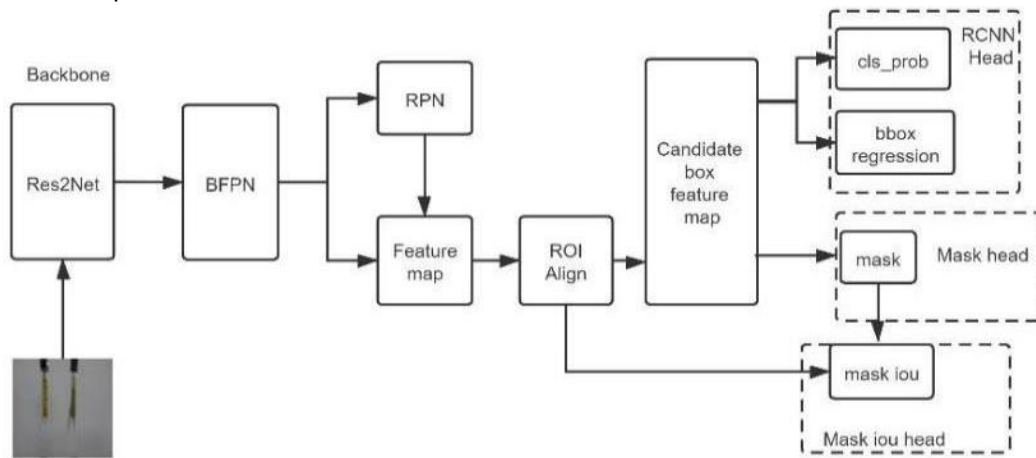 Backbone
Res2Net
BFPN
RPN
Feature
map
ROI
Align
Candidate
box
feature
map
RCNN
Head
cls_prob
bbox
regression
mask
Mask head
mask iou
Mask iou head